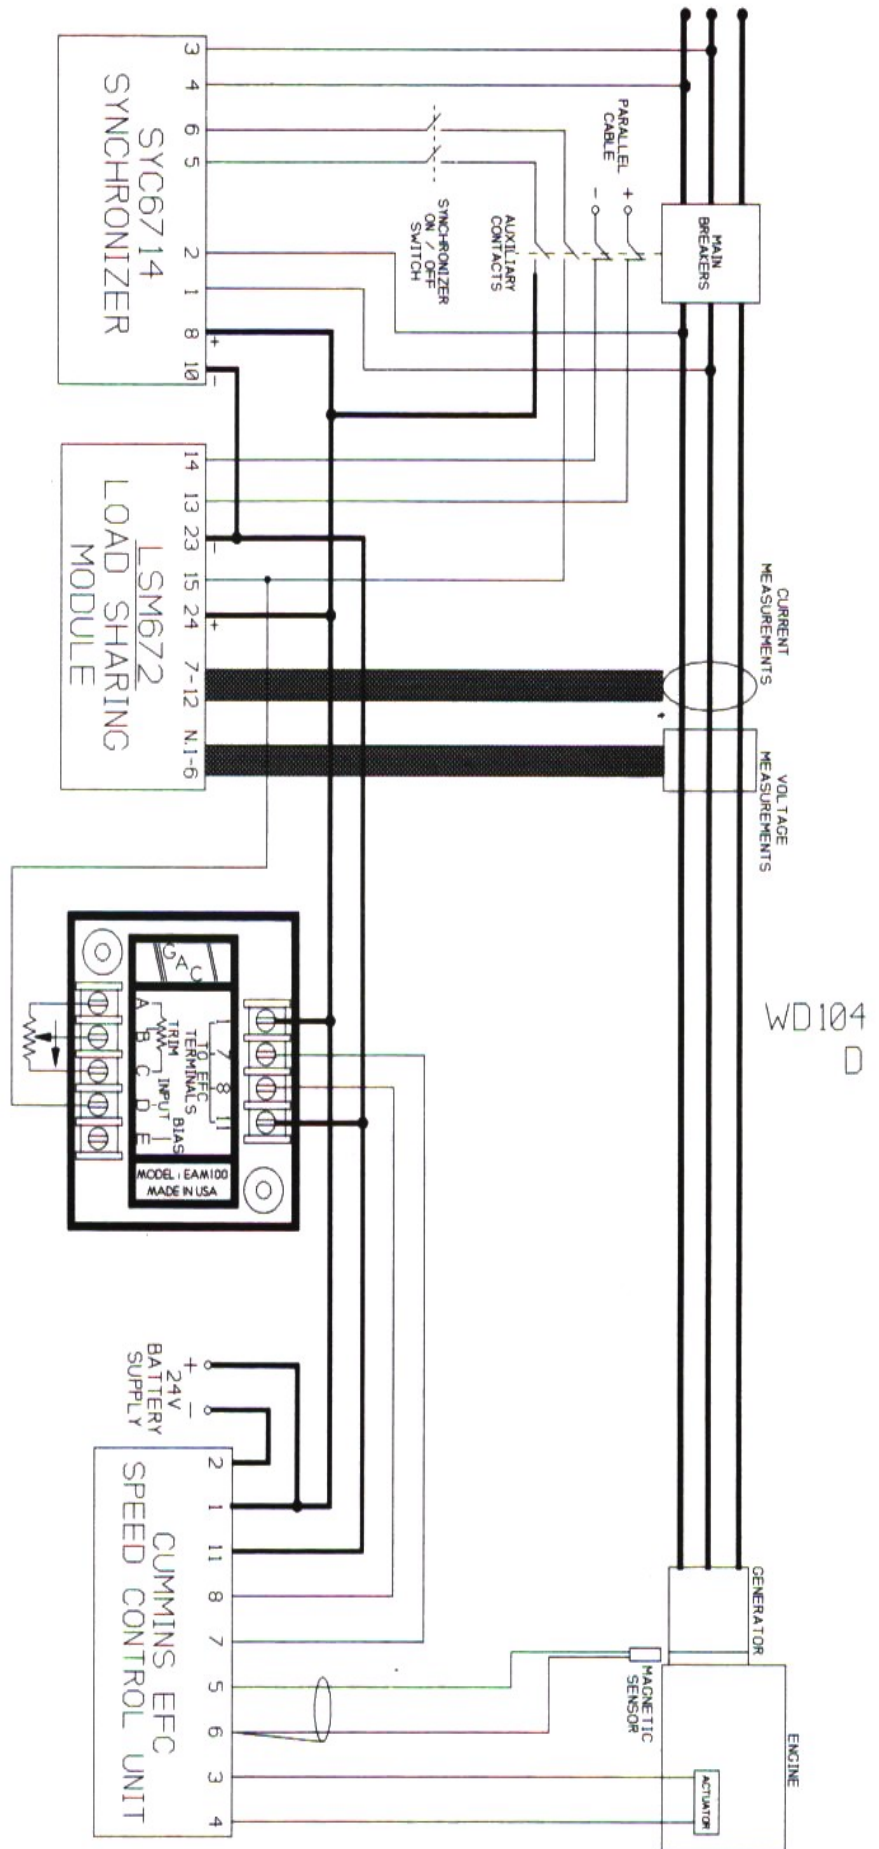 3
4
6
5
2
1
8
+
10
-
SYC6714
SYNCHRONIZER
PARALLEL
CABLE
- +
MAIN
BREAKERS
AUXILIARY
CONTACTS
SYNCHRONIZER
ON / OFF
SWITCH
14
13
23
-
15
24
+
7-12
N.1-6
LSM672
LOAD SHARING
MODULE
CURRENT
MEASUREMENTS
VOLTAGE
MEASUREMENTS
WD104
D
GAC
1 7 8 11
TO EFC
TERMINALS
TRIM
INPUT
BIAS
A B C D E
MODEL : EAM100
MADE IN USA
+ -
24V
BATTERY
SUPPLY
2
1
11
8
7
5
6
3
4
CUMMINS EFC
SPEED CONTROL UNIT
GENERATOR
MAGNETIC
SENSOR
ENGINE
ACTUATOR